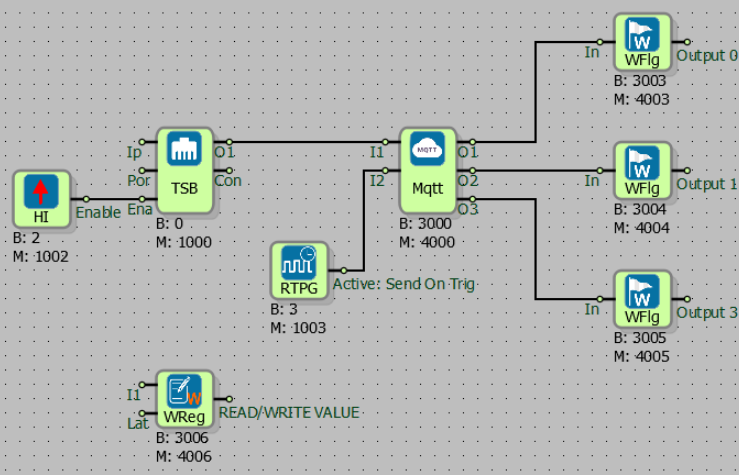 In
WFlg
Output 0
B: 3003
M: 4003
Ip
O1
Por
Con
Enable
Ena
TSB
B: 0
M: 1000
HI
B: 2
M: 1002
I1
I2
MQTT
Mqtt
O1
O2
O3
B: 3000
M: 4000
In
WFlg
Output 1
B: 3004
M: 4004
RTPG
Active: Send On Trig
B: 3
M: 1003
In
WFlg
Output 3
B: 3005
M: 4005
I1
Lat
W
WReg
READ/WRITE VALUE
B: 3006
M: 4006